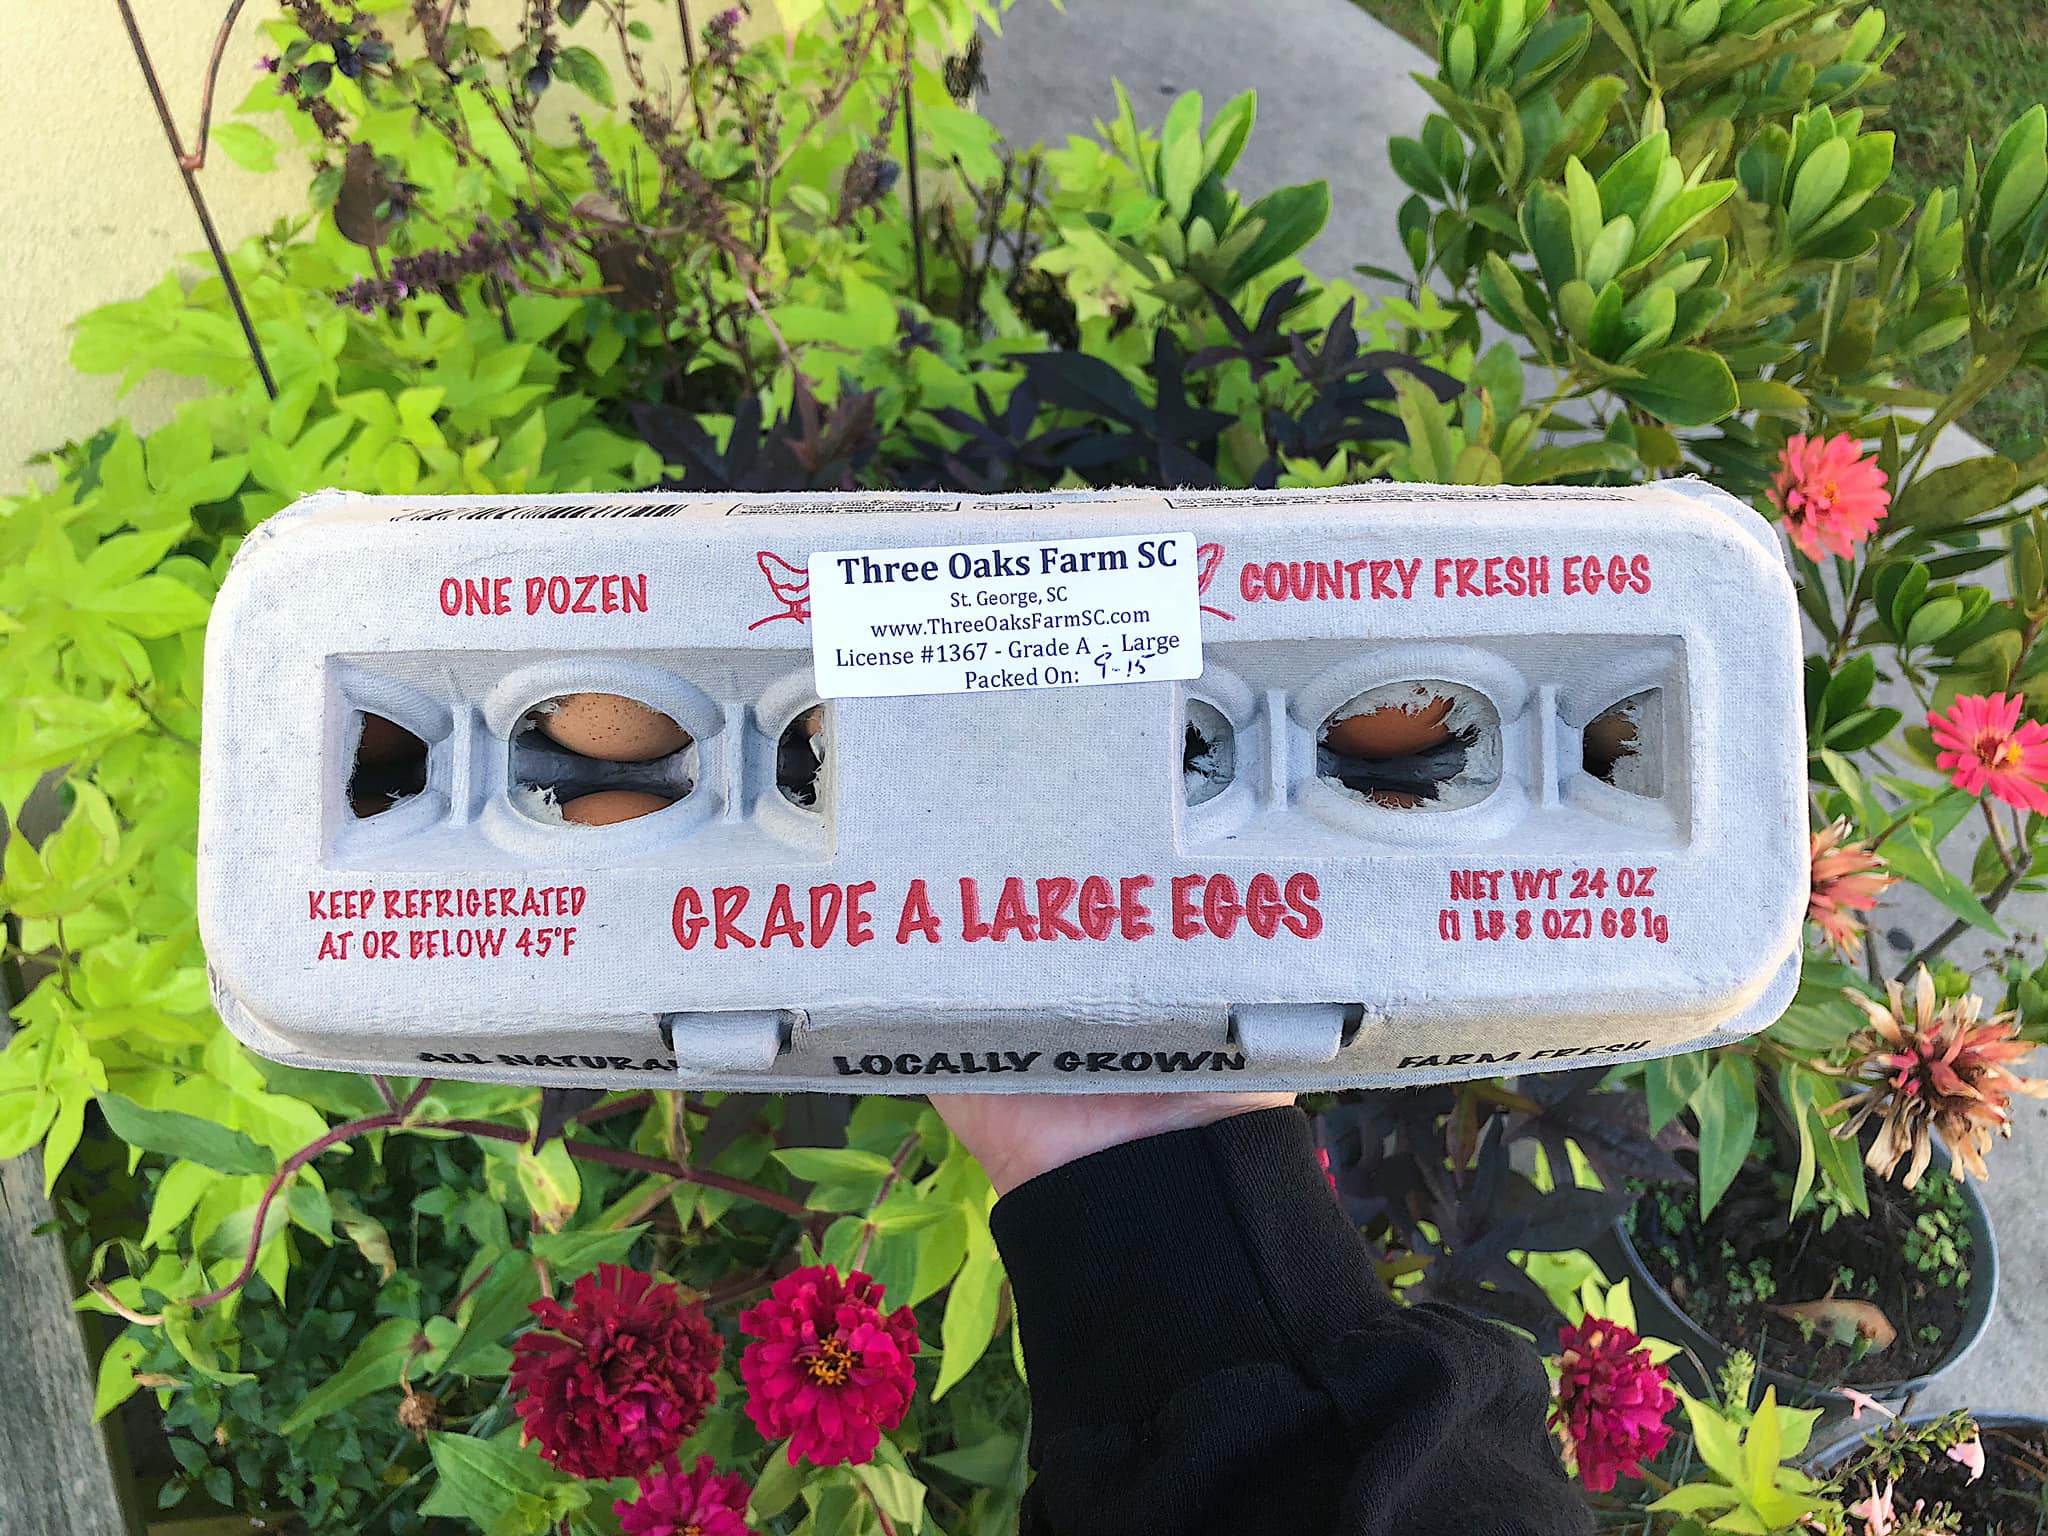 ONE DOZEN
Three Oaks Farm SC
St. George, SC
www.ThreeOaksFarmSC.com
License #1367 - Grade A - Large
Packed On: 9-15
COUNTRY FRESH EGGS
KEEP REFRIGERATED
AT OR BELOW 45°F
GRADE A LARGE EGGS
NET WT 24 OZ
(1 LB 8 OZ) 681g
ALL NATURA
LOCALLY GROWN
FARM FRESH